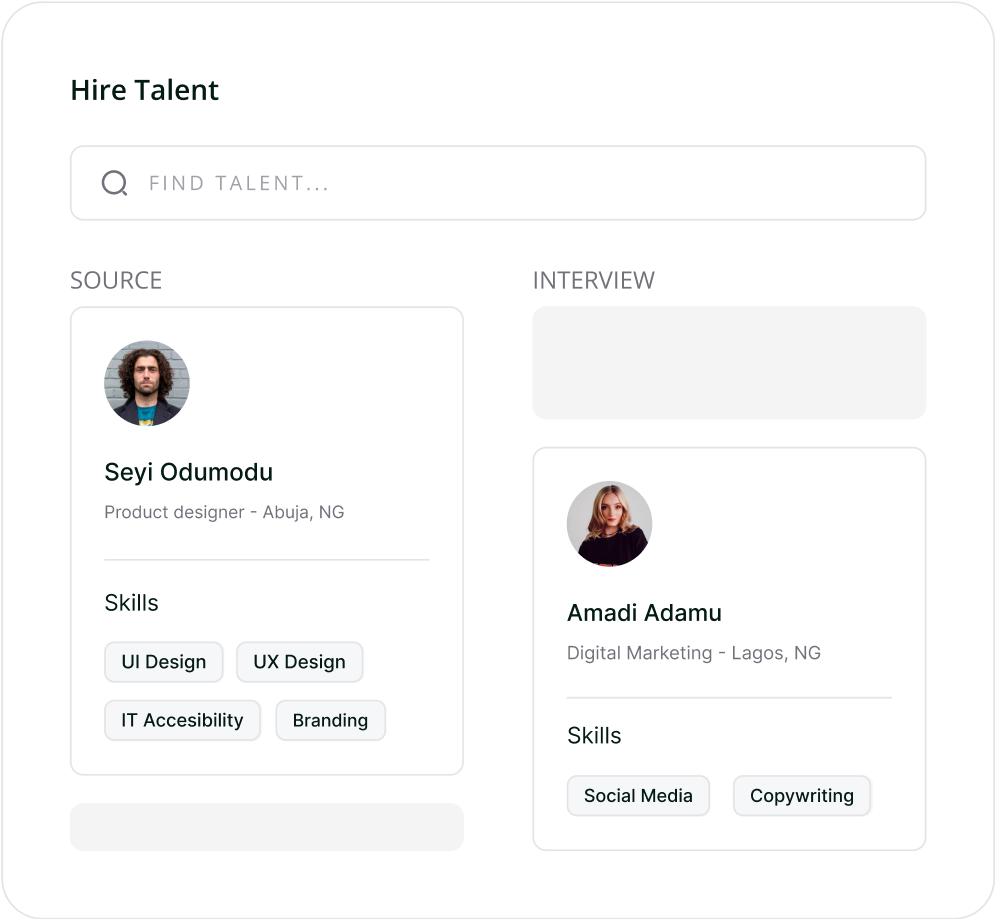 Hire Talent
FIND TALENT...
SOURCE
Seyi Odumodu
Product designer - Abuja, NG
Skills
UI Design
UX Design
IT Accesibility
Branding
INTERVIEW
Amadi Adamu
Digital Marketing - Lagos, NG
Skills
Social Media
Copywriting